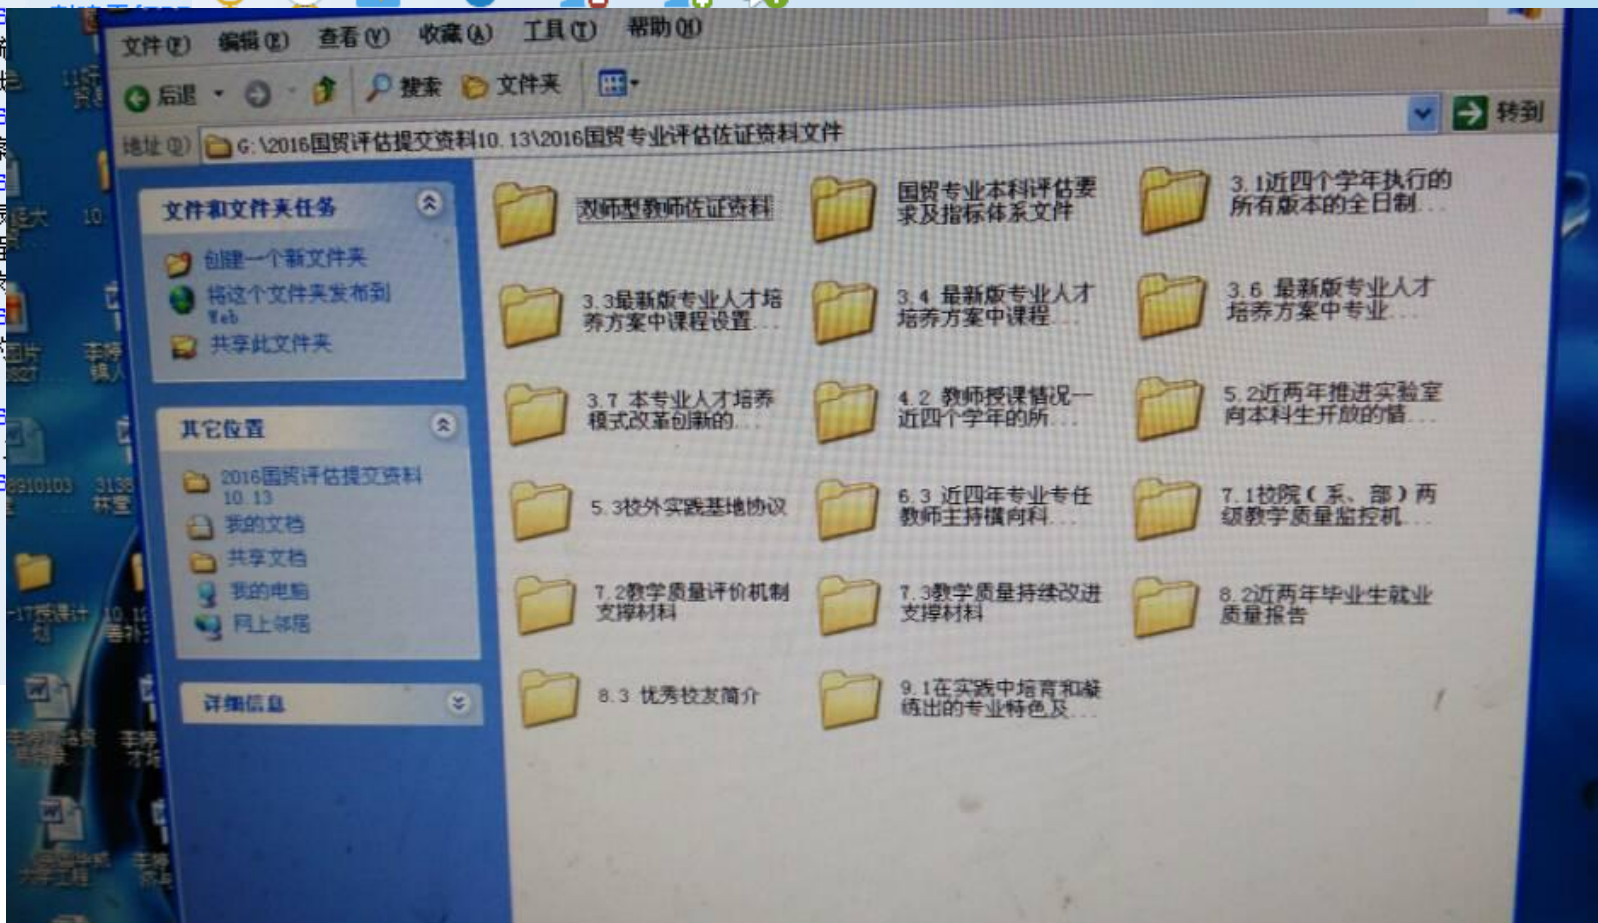 文件(F) 编辑(E) 查看(V) 收藏(A) 工具(T) 帮助(H)
后退 搜索 文件夹
地址(D) G:\2016国贸评估提交资料10.13\2016国贸专业评估佐证资料文件 转到
文件和文件夹任务
创建一个新文件夹
将这个文件夹发布到
Web
共享此文件夹
其它位置
2016国贸评估提交资料
10.13
我的文档
共享文档
我的电脑
网上邻居
详细信息
双师型教师佐证资料
国贸专业本科评估要
求及指标体系文件
3.1近四个学年执行的
所有版本的全日制...
3.3最新版专业人才培
养方案中课程设置...
3.4 最新版专业人才
培养方案中课程...
3.6 最新版专业人才
培养方案中专业...
3.7 本专业人才培养
模式改革创新的...
4.2 教师授课情况一
近四个学年的所...
5.2近两年推进实验室
向本科生开放的情...
5.3校外实践基地协议
6.3 近四年专业专任
教师主持横向科...
7.1校院(系、部)两
级教学质量监控机...
7.2教学质量评价机制
支撑材料
7.3教学质量持续改进
支撑材料
8.2近两年毕业生就业
质量报告
8.3 优秀校友简介
9.1在实践中培育和凝
练出的专业特色及...